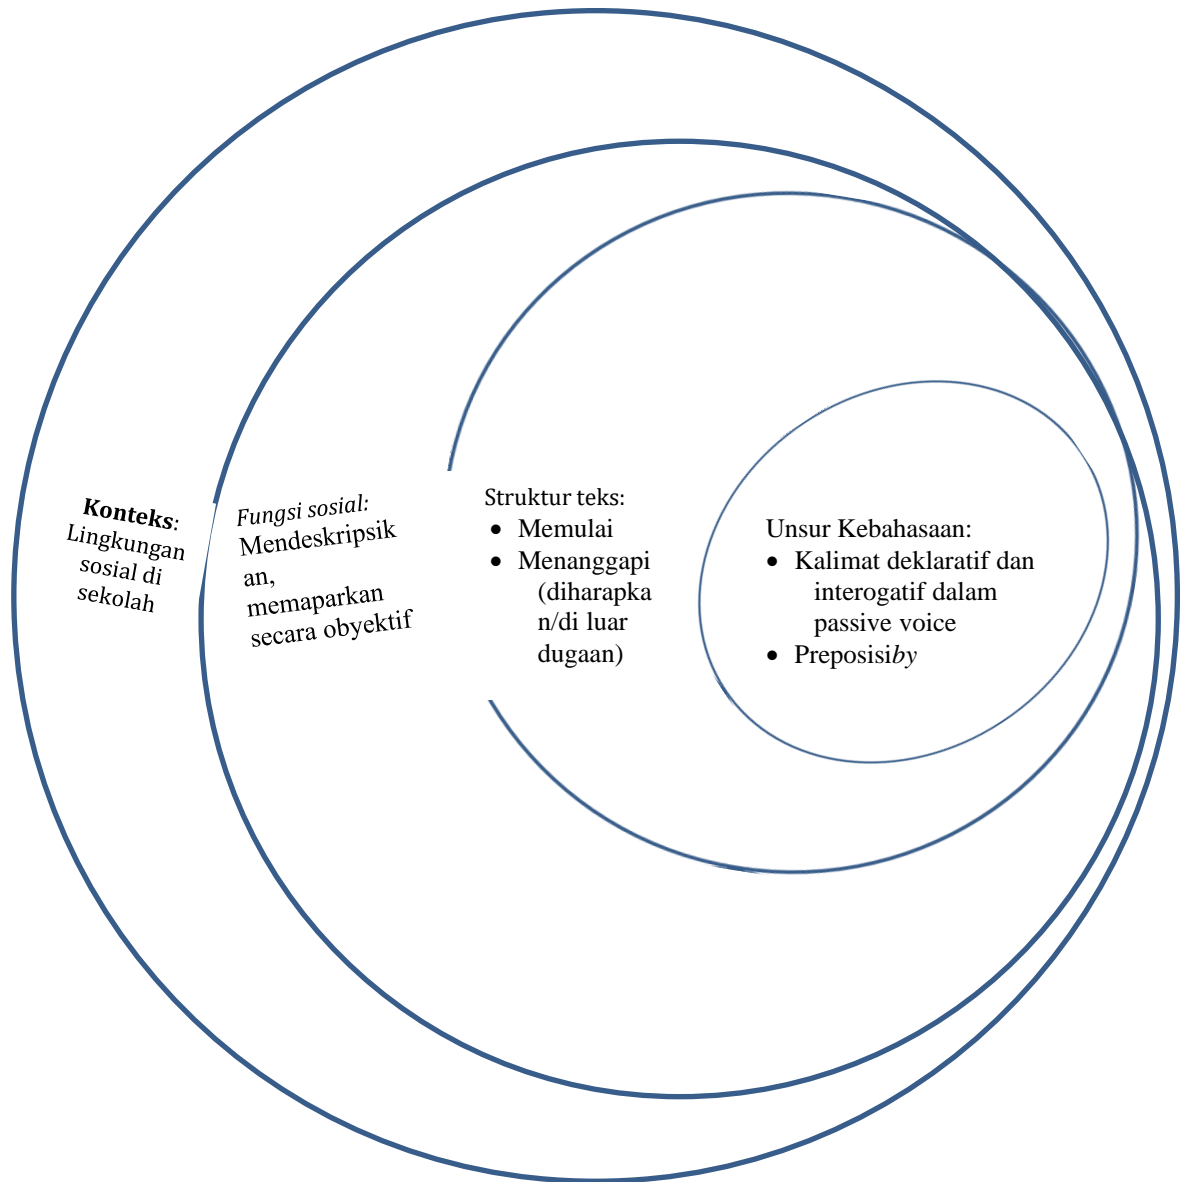 Konteks:
Lingkungan
sosial di
sekolah
Fungsi sosial:
Mendeskripsik
an,
memaparkan
secara obyektif
Struktur teks:
• Memulai
• Menanggapi
(diharapka
n/di luar
dugaan)
Unsur Kebahasaan:
• Kalimat deklaratif dan
interogatif dalam
passive voice
• Preposisiby